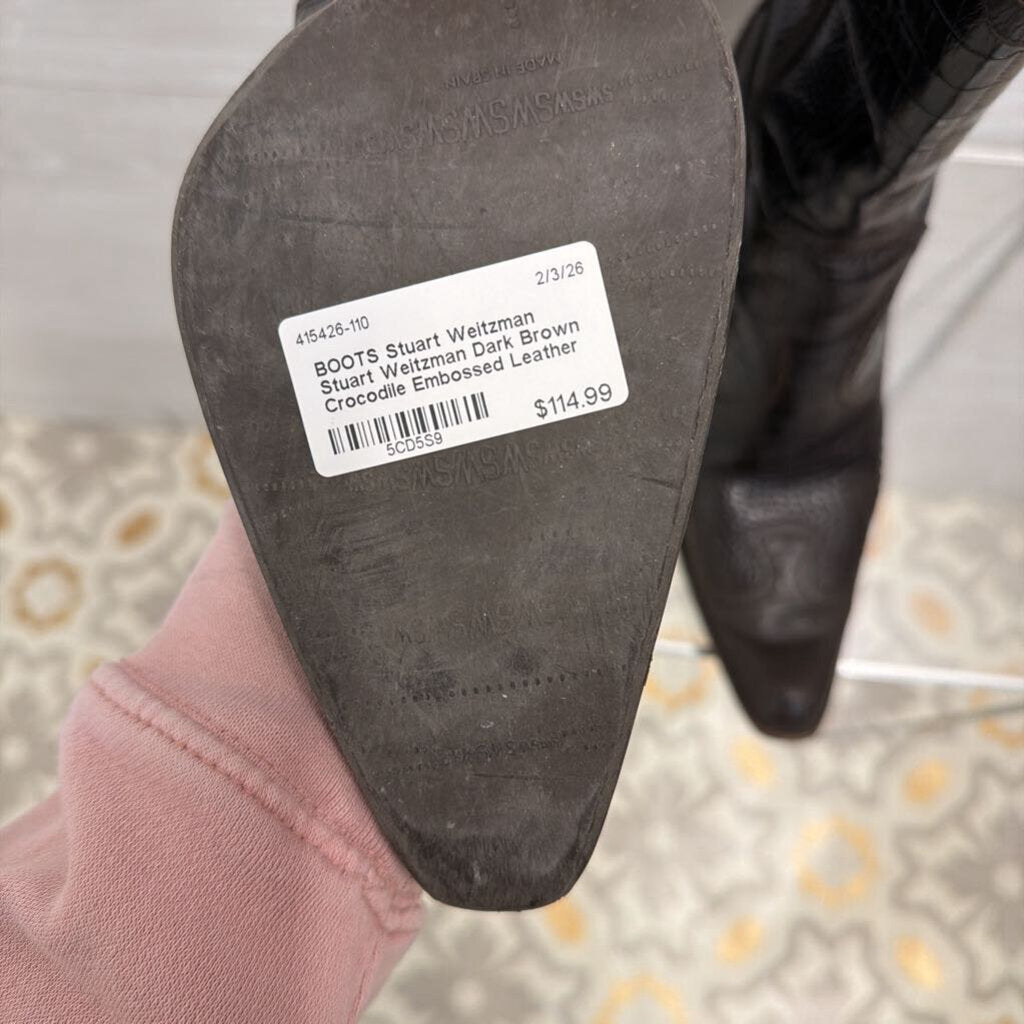 MADE IN SPAIN
SWSWSWSWSW
2/3/26
415426-110
BOOTS Stuart Weitzman
Stuart Weitzman Dark Brown
Crocodile Embossed Leather
$114.99
5CD5S9